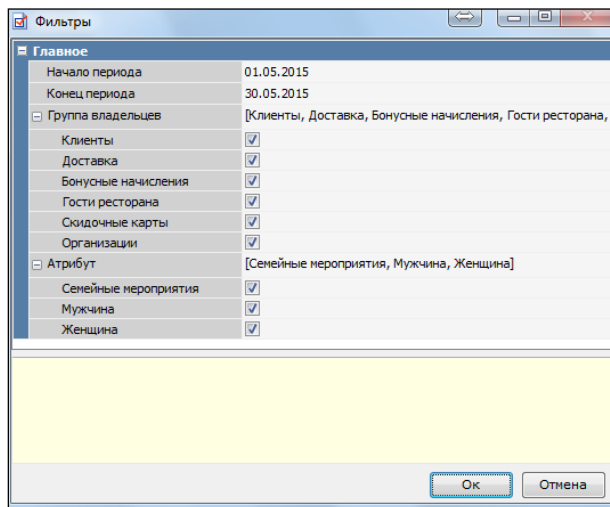 Фильтры
Главное
Начало периода 01.05.2015
Конец периода 30.05.2015
Группа владельцев [Клиенты, Доставка, Бонусные начисления, Гости ресторана,
Клиенты
Доставка
Бонусные начисления
Гости ресторана
Скидочные карты
Организации
Атрибут [Семейные мероприятия, Мужчина, Женщина]
Семейные мероприятия
Мужчина
Женщина
Ок Отмена